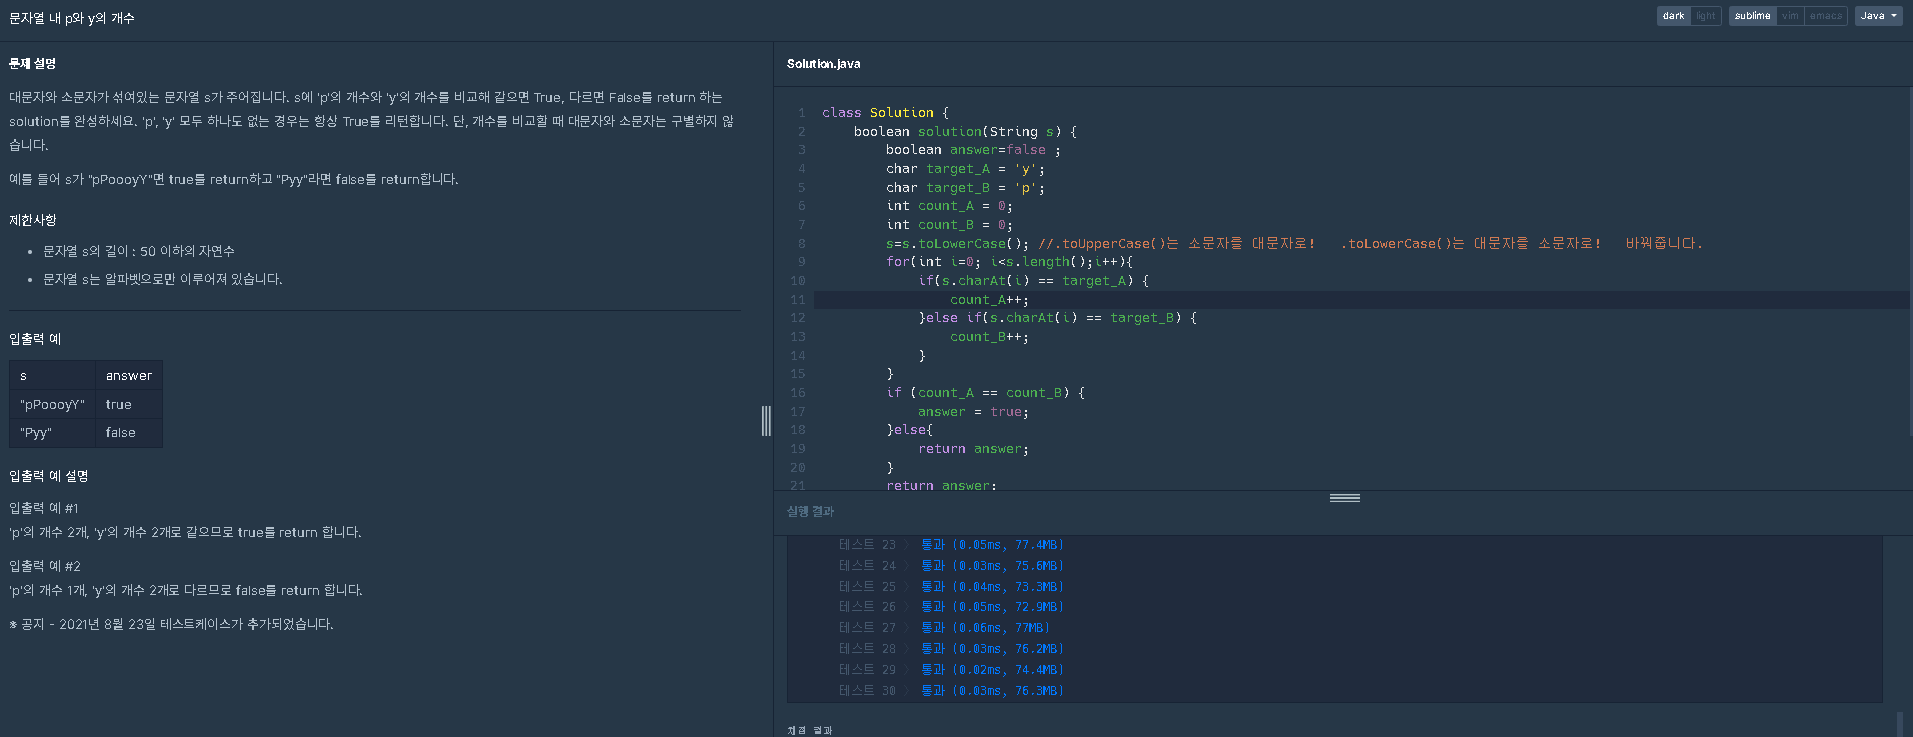 문자열 내 p와 y의 개수
dark light sublime vim emacs Java
문제 설명
대문자와 소문자가 섞여있는 문자열 s가 주어집니다. s에 'p'의 개수와 'y'의 개수를 비교해 같으면 True, 다르면 False를 return 하는
solution를 완성하세요. 'p', 'y' 모두 하나도 없는 경우는 항상 True를 리턴합니다. 단, 개수를 비교할 때 대문자와 소문자는 구별하지 않
습니다.
예를 들어 s가 "pPoooyY"면 true를 return하고 "Pyy"라면 false를 return합니다.
제한사항
• 문자열 s의 길이 : 50 이하의 자연수
• 문자열 s는 알파벳으로만 이루어져 있습니다.
입출력 예
s answer
"pPoooyY" true
"Pyy" false
입출력 예 설명
입출력 예 #1
'p'의 개수 2개, 'y'의 개수 2개로 같으므로 true를 return 합니다.
입출력 예 #2
'p'의 개수 1개, 'y'의 개수 2개로 다르므로 false를 return 합니다.
※ 공지 - 2021년 8월 23일 테스트케이스가 추가되었습니다.
Solution.java
1 class Solution {
2 boolean solution(String s) {
3 boolean answer=false ;
4 char target_A = 'y';
5 char target_B = 'p';
6 int count_A = 0;
7 int count_B = 0;
8 s=s.toLowerCase(); //.toUpperCase()는 소문자을 대문자로! .toLowerCase()는 대문자을 소문자로! 바꿔줍니다.
9 for(int i=0; i<s.length();i++){
10 if(s.charAt(i) == target_A) {
11 count_A++;
12 }else if(s.charAt(i) == target_B) {
13 count_B++;
14 }
15 }
16 if (count_A == count_B) {
17 answer = true;
18 }else{
19 return answer;
20 }
21 return answer;
실행 결과
테스트 23 〉 통과 (0.05ms, 77.4MB)
테스트 24 〉 통과 (0.03ms, 75.6MB)
테스트 25 〉 통과 (0.04ms, 73.3MB)
테스트 26 〉 통과 (0.05ms, 72.9MB)
테스트 27 〉 통과 (0.06ms, 77MB)
테스트 28 〉 통과 (0.03ms, 76.2MB)
테스트 29 〉 통과 (0.02ms, 74.4MB)
테스트 30 〉 통과 (0.03ms, 76.3MB)
채점 결과